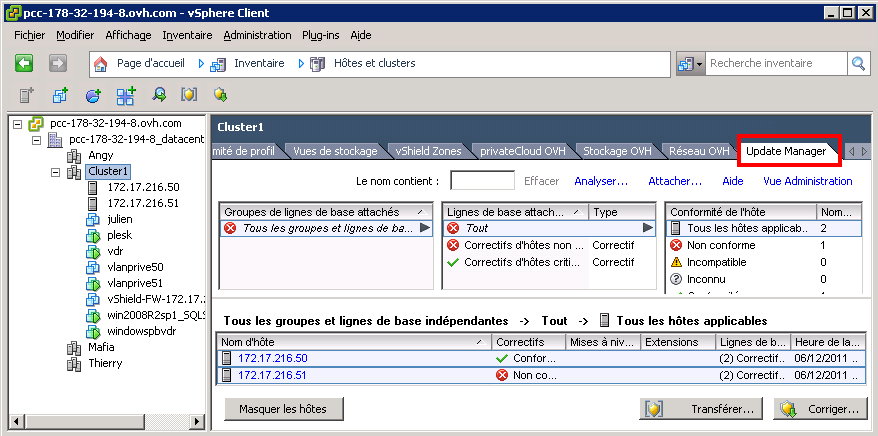 pcc-178-32-194-8.ovh.com - vSphere Client
Fichier Modifier Affichage Inventaire Administration Plug-ins Aide
Page d'accueil Inventaire Hôtes et clusters Recherche inventaire
pcc-178-32-194-8.ovh.com
pcc-178-32-194-8_datacent
Angy
Cluster1
172.17.216.50
172.17.216.51
julien
plesk
vdr
vlanprive50
vlanprive51
vShield-FW-172.17.2
win2008R2sp1_SQLS
windowspbvdr
Mafia
Thierry
Cluster1
mité de profil Vues de stockage vShield Zones privateCloud OVH Stockage OVH Réseau OVH Update Manager
Le nom contient : Effacer Analyser... Attacher... Aide Vue Administration
Groupes de lignes de base attachés
Tous les groupes et lignes de ba...
Lignes de base attach... Type
Tout
Correctifs d'hôtes non ... Correctif
Correctifs d'hôtes criti... Correctif
Conformité de l'hôte Nom...
Tous les hôtes applicab.. 2
Non conforme 1
Incompatible 0
Inconnu 0
Tous les groupes et lignes de base indépendantes -> Tout -> Tous les hôtes applicables
Nom d'hôte Correctifs Mises à niv... Extensions Lignes de b... Heure de la...
172.17.216.50 Confor... (2) Correctif.. 06/12/2011 ..
172.17.216.51 Non co... (2) Correctif.. 06/12/2011 ..
Masquer les hôtes Transférer... Corriger...